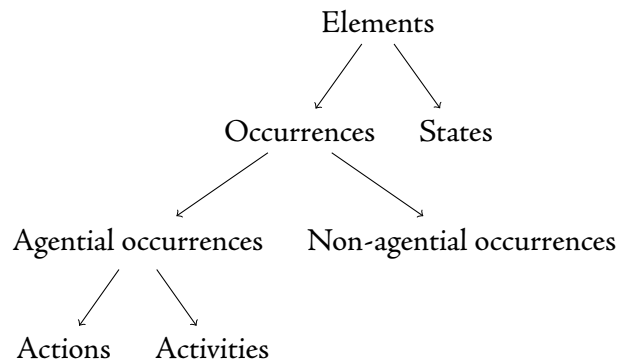 Elements
Occurrences States
Agential occurrences Non-agential occurrences
Actions Activities